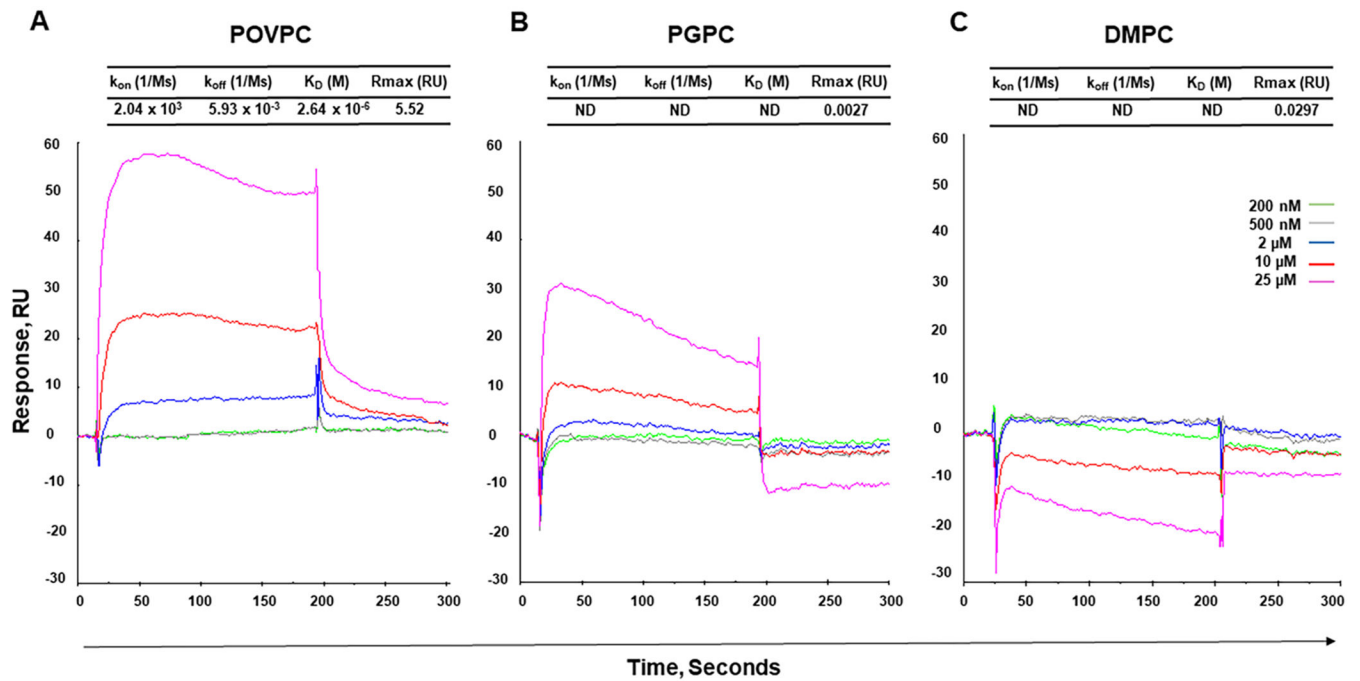 A
POVPC
kon (1/Ms) koff (1/Ms) KD (M) Rmax (RU)
2.04 x 10³ 5.93 x 10⁻³ 2.64 x 10⁻⁶ 5.52
B
PGPC
kon (1/Ms) koff (1/Ms) KD (M) Rmax (RU)
ND ND ND 0.0027
C
DMPC
kon (1/Ms) koff (1/Ms) KD (M) Rmax (RU)
ND ND ND 0.0297
Response, RU
60
50
40
30
20
10
0
-10
-20
-30
0 50 100 150 200 250 300
60
50
40
30
20
10
0
-10
-20
-30
0 50 100 150 200 250 300
60
50
40
30
20
10
0
-10
-20
-30
0 50 100 150 200 250 300
200 nM
500 nM
2 µM
10 µM
25 µM
Time, Seconds